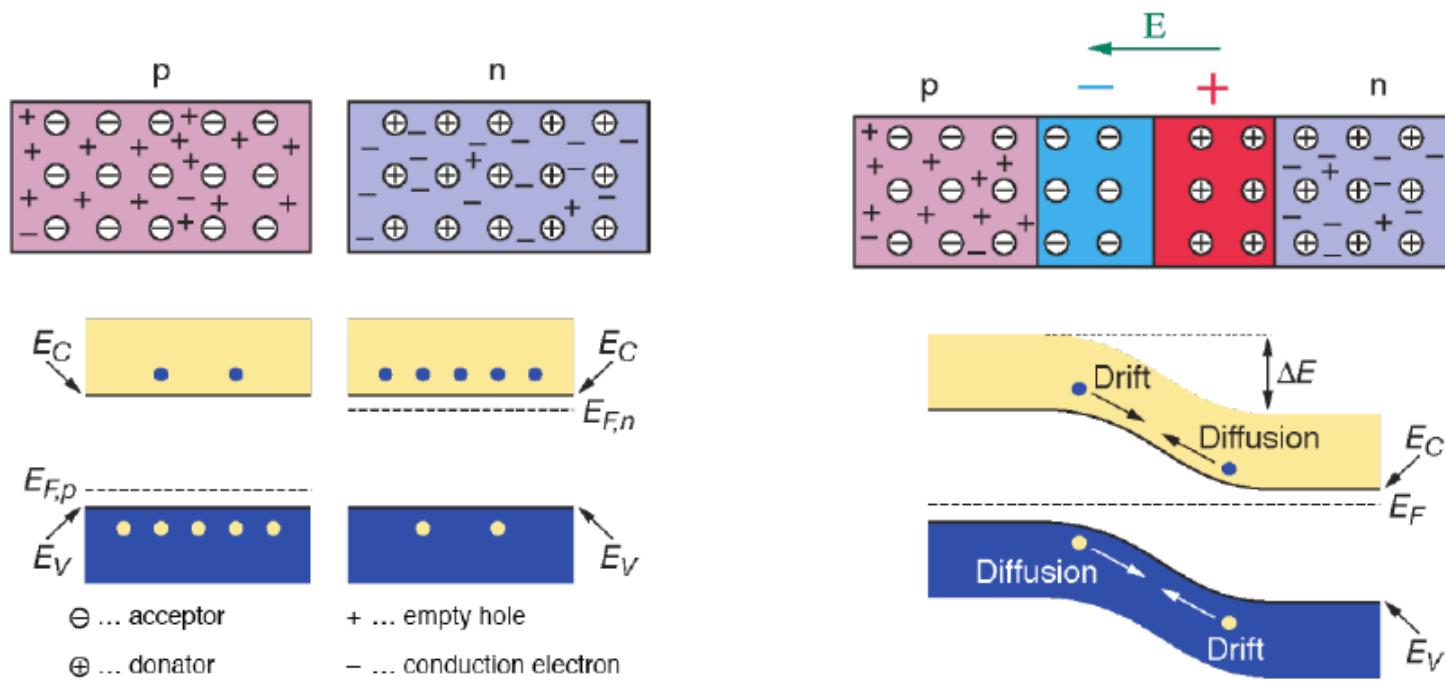 p
n
E_C
E_C
E_{F,n}
E_{F,p}
E_V
E_V
⊖ ... acceptor
+ ... empty hole
⊕ ... donator
− ... conduction electron
E
− +
p
n
ΔE
Drift
Diffusion
E_C
E_F
Diffusion
Drift
E_V